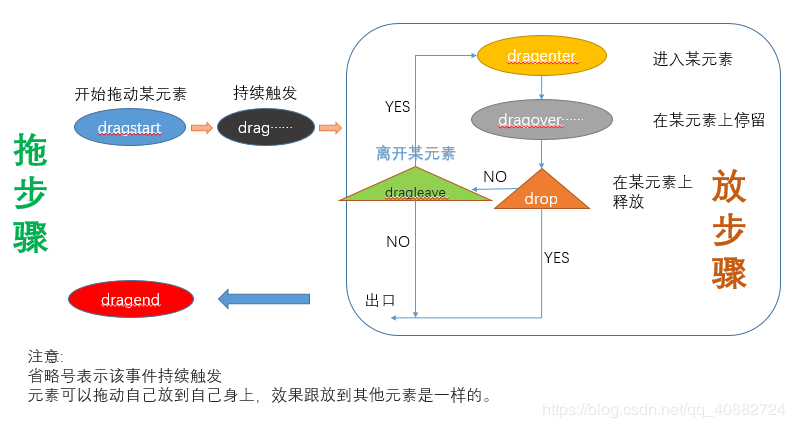 拖步骤
开始拖动某元素
dragstart
持续触发
drag……
dragenter
进入某元素
YES
dragover……
在某元素上停留
离开某元素
dragleave
NO
drop
在某元素上
释放
放步骤
NO
YES
出口
dragend
注意:
省略号表示该事件持续触发
元素可以拖动自己放到自己身上，效果跟放到其他元素是一样的。
https://blog.csdn.net/qq_40882724